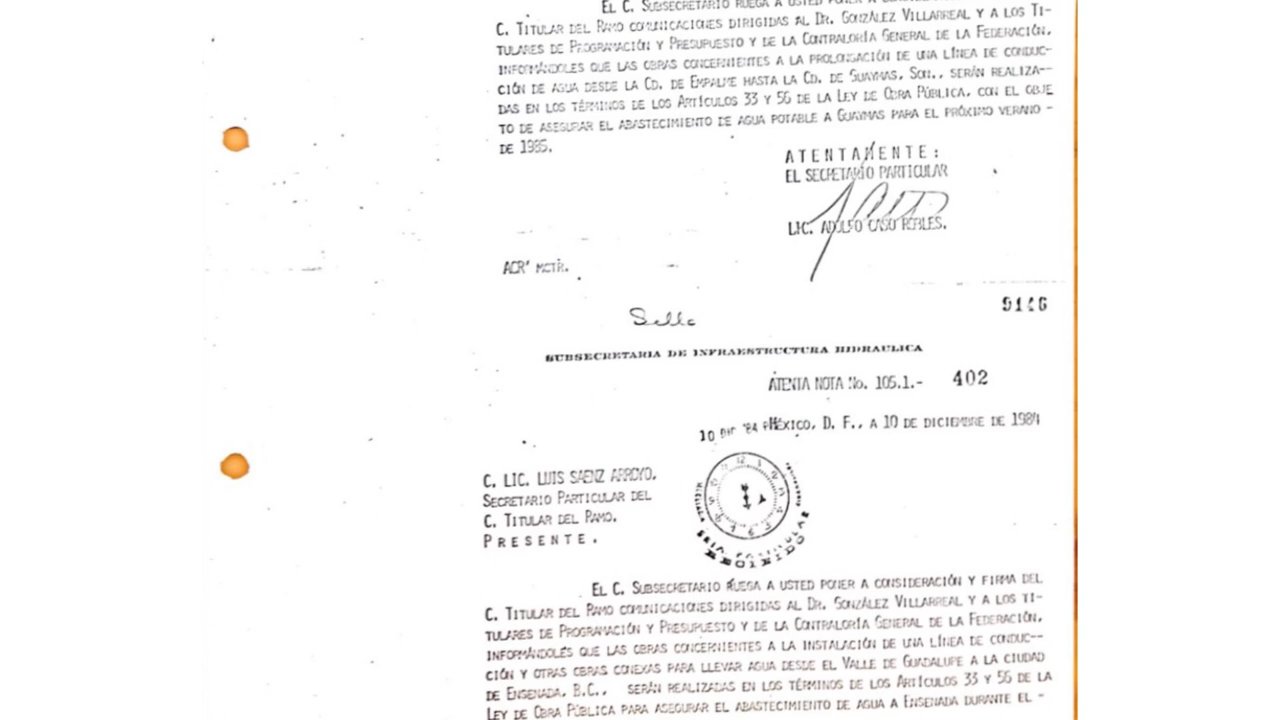 EL C. SUBSECRETARIO RUEGA A USTED PONER A
C. TITULAR DEL RAMO COMUNICACIONES DIRIGIDAS AL DR. GONZÁLEZ VILLARREAL Y A LOS TI-
TULARES DE PROGRAMACIÓN Y PRESUPUESTO Y DE LA CONTRALORÍA GENERAL DE LA FEDERACIÓN,
INFORMÁNDOLES QUE LAS OBRAS CONCERNIENTES A LA PROLONGACIÓN DE UNA LÍNEA DE CONDUC-
CIÓN DE AGUA DESDE LA CD. DE EMPALME HASTA LA CD. DE GUAYMAS, SON., SERÁN REALIZA--
DAS EN LOS TÉRMINOS DE LOS ARTÍCULOS 33 Y 56 DE LA LEY DE OBRA PÚBLICA, CON EL OBJE
TO DE ASEGURAR EL ABASTECIMIENTO DE AGUA POTABLE A GUAYMAS PARA EL PRÓXIMO VERANO -
DE 1985.
A T E N T A M E N T E :
EL SECRETARIO PARTICULAR
LIC. ADOLFO CASO ROBLES.
ACR' MCTR.
9146
Sello
SUBSECRETARIA DE INFRAESTRUCTURA HIDRAULICA
ATENTA NOTA NO. 105.1.- 402
10 DIC '84
MÉXICO, D. F., A 10 DE DICIEMBRE DE 1984
C. LIC. LUIS SAENZ ARROYO.
SECRETARIO PARTICULAR DEL
C. TITULAR DEL RAMO.
P R E S E N T E .
PARTICULAR
RECIBIDO
EL C. SUBSECRETARIO RUEGA A USTED PONER A CONSIDERACIÓN Y FIRMA DEL
C. TITULAR DEL RAMO COMUNICACIONES DIRIGIDAS AL DR. GONZÁLEZ VILLARREAL Y A LOS TI-
TULARES DE PROGRAMACIÓN Y PRESUPUESTO Y DE LA CONTRALORÍA GENERAL DE LA FEDERACIÓN,
INFORMÁNDOLES QUE LAS OBRAS CONCERNIENTES A LA INSTALACIÓN DE UNA LÍNEA DE CONDUC--
CIÓN Y OTRAS OBRAS CONEXAS PARA LLEVAR AGUA DESDE EL VALLE DE GUADALUPE A LA CIUDAD
DE ENSENADA, B.C., SERÁN REALIZADAS EN LOS TÉRMINOS DE LOS ARTÍCULOS 33 Y 56 DE LA
LEY DE OBRA PÚBLICA PARA ASEGURAR EL ABASTECIMIENTO DE AGUA A ENSENADA DURANTE EL -